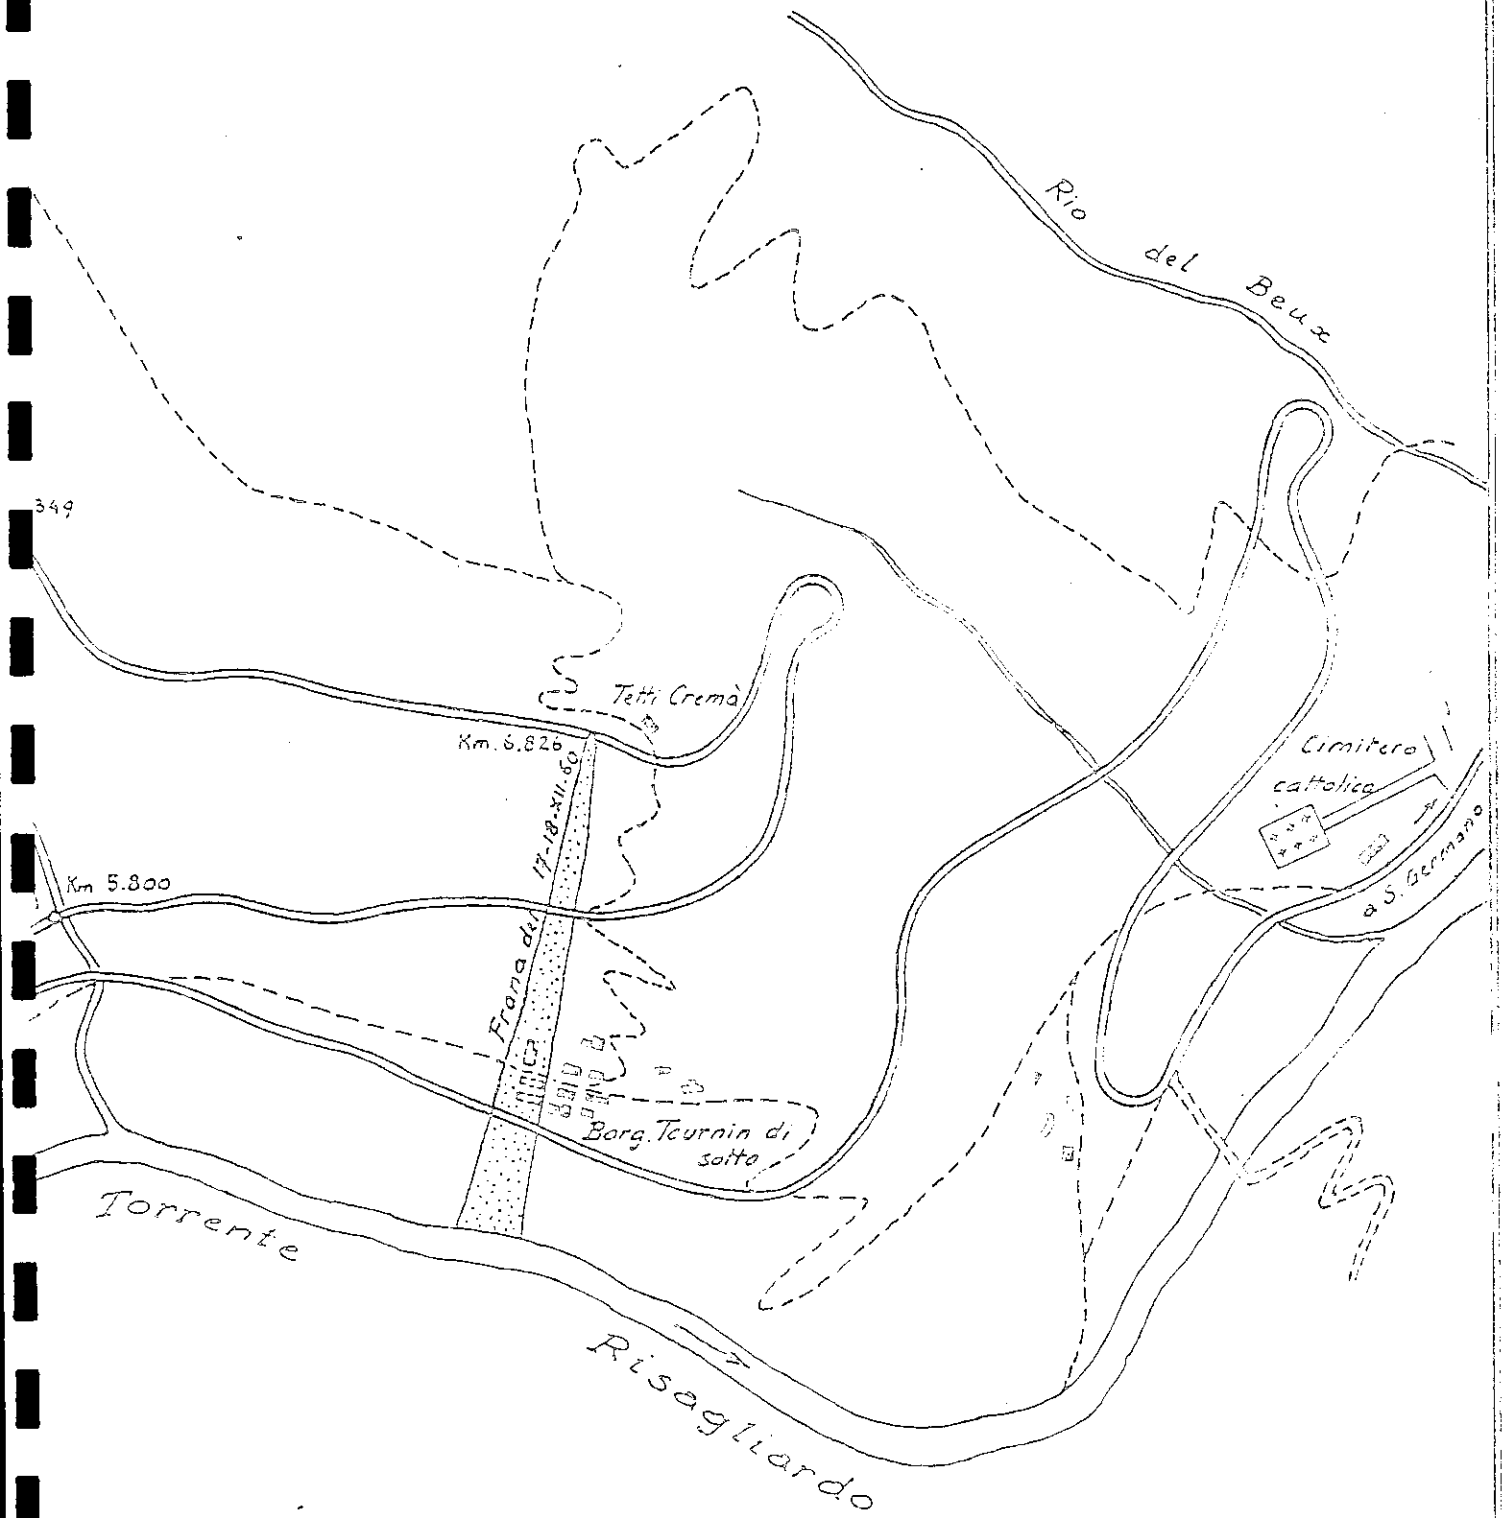 Rio
del
Beux
349
Tetti Cremà
Km. 6.826
Cimitero
cattolico
Frana del 17-18-XII-60
Km 5.800
a S. Germano
Borg. Tournin di
sotto
Torrente
Risagliardo